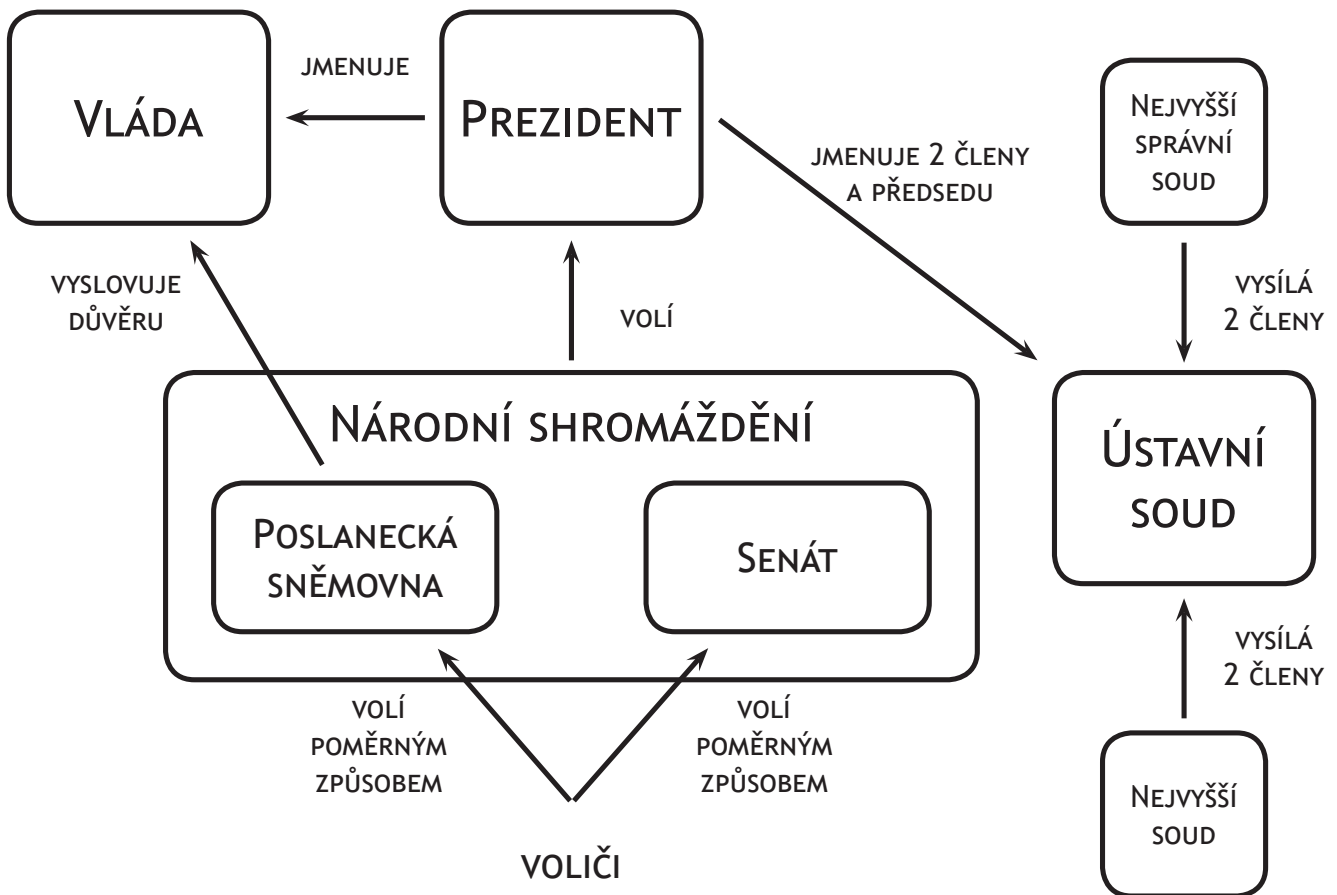 JMENUJE
VLÁDA
PREZIDENT
NEJVYŠŠÍ
SPRÁVNÍ
SOUD
JMENUJE 2 ČLENY
A PŘEDSEDU
VYSLOVUJE
DŮVĚRU
VOLÍ
VYSÍLÁ
2 ČLENY
NÁRODNÍ SHROMÁŽDĚNÍ
POSLANECKÁ
SNĚMOVNA
SENÁT
ÚSTAVNÍ
SOUD
VYSÍLÁ
2 ČLENY
VOLÍ
POMĚRNÝM
ZPŮSOBEM
VOLÍ
POMĚRNÝM
ZPŮSOBEM
NEJVYŠŠÍ
SOUD
VOLIČI